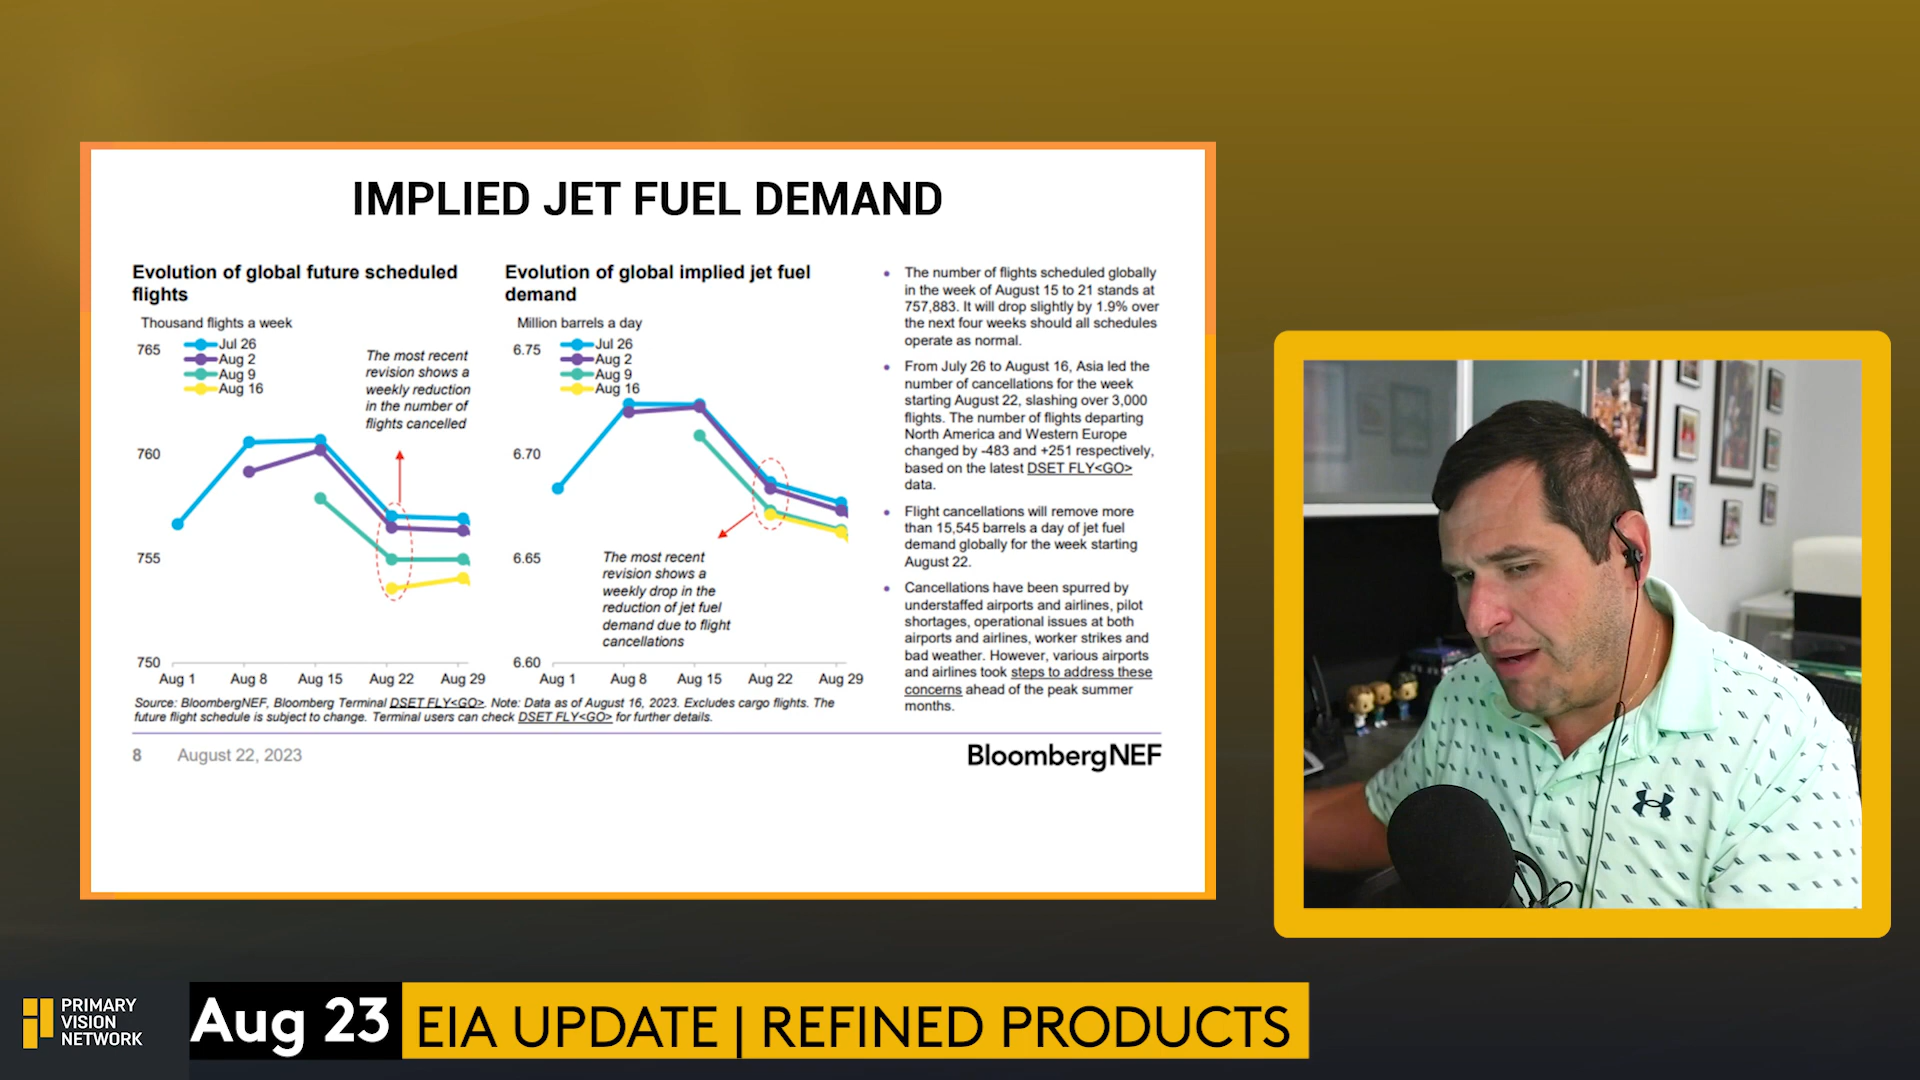 IMPLIED JET FUEL DEMAND
Evolution of global future scheduled
flights
Thousand flights a week
765
Jul 26
Aug 2
Aug 9
Aug 16
The most recent
revision shows a
weekly reduction
in the number of
flights cancelled
760
755
750
Aug 1 Aug 8 Aug 15 Aug 22 Aug 29
Evolution of global implied jet fuel
demand
Million barrels a day
6.75
Jul 26
Aug 2
Aug 9
Aug 16
6.70
6.65
The most recent
revision shows a
weekly drop in the
reduction of jet fuel
demand due to flight
cancellations
6.60
Aug 1 Aug 8 Aug 15 Aug 22 Aug 29
• The number of flights scheduled globally
in the week of August 15 to 21 stands at
757,883. It will drop slightly by 1.9% over
the next four weeks should all schedules
operate as normal.
• From July 26 to August 16, Asia led the
number of cancellations for the week
starting August 22, slashing over 3,000
flights. The number of flights departing
North America and Western Europe
changed by -483 and +251 respectively,
based on the latest DSET FLY<GO>
data.
• Flight cancellations will remove more
than 15,545 barrels a day of jet fuel
demand globally for the week starting
August 22.
• Cancellations have been spurred by
understaffed airports and airlines, pilot
shortages, operational issues at both
airports and airlines, worker strikes and
bad weather. However, various airports
and airlines took steps to address these
concerns ahead of the peak summer
months.
Source: BloombergNEF, Bloomberg Terminal DSET FLY<GO>. Note: Data as of August 16, 2023. Excludes cargo flights. The
future flight schedule is subject to change. Terminal users can check DSET FLY<GO> for further details.
8 August 22, 2023
BloombergNEF
PRIMARY
VISION
NETWORK
Aug 23
EIA UPDATE | REFINED PRODUCTS